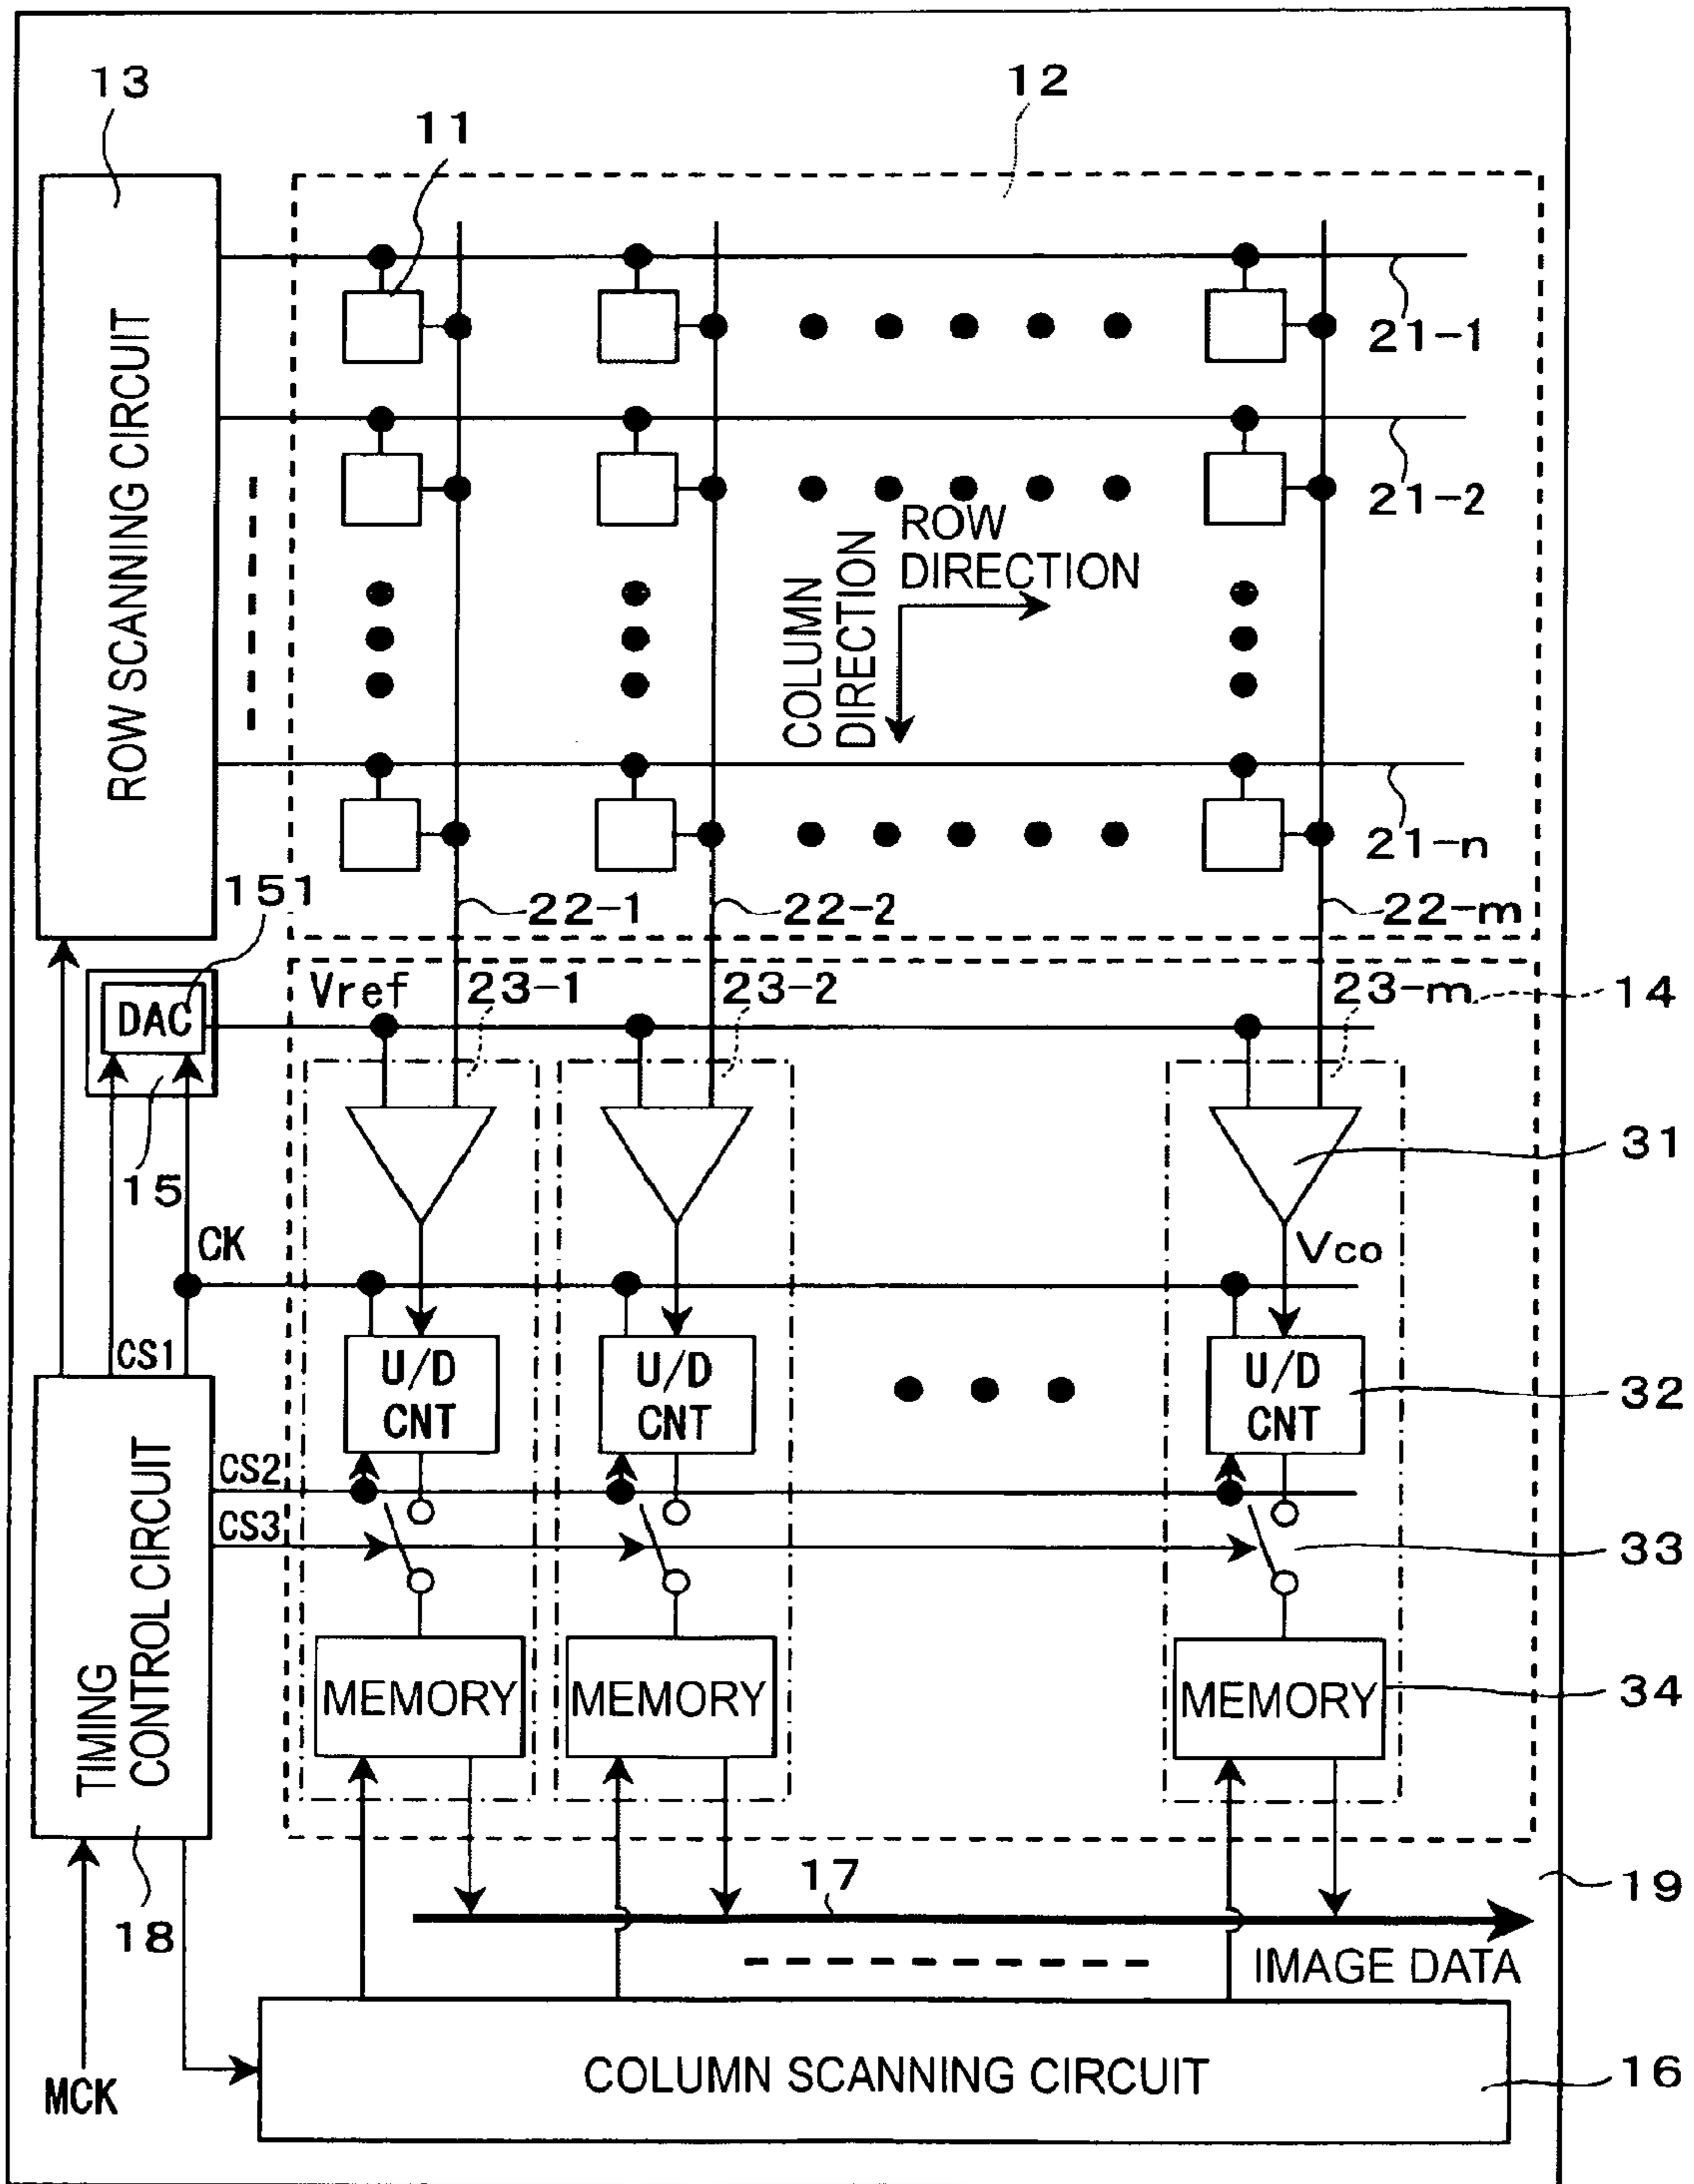 13
12
11
21-1
21-2
ROW SCANNING CIRCUIT
ROW
DIRECTION
COLUMN
DIRECTION
21-n
151
22-1
22-2
22-m
Vref
23-1
23-2
23-m
14
DAC
15
31
CK
Vco
CS1
U/D
CNT
U/D
CNT
U/D
CNT
32
CS2
CS3
33
TIMING
CONTROL CIRCUIT
MEMORY
MEMORY
MEMORY
34
17
19
18
IMAGE DATA
COLUMN SCANNING CIRCUIT
16
MCK